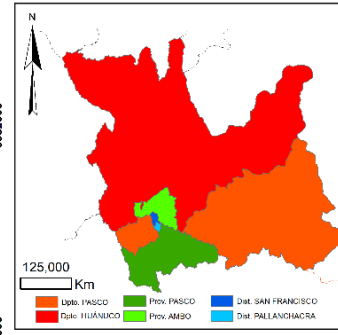 N
125,000
Km
Dpto. PASCO
Prov. PASCO
Dist. SAN FRANCISCO
Dpto. HUÁNUCO
Prov. AMBO
Dist. PALLANCHACRA